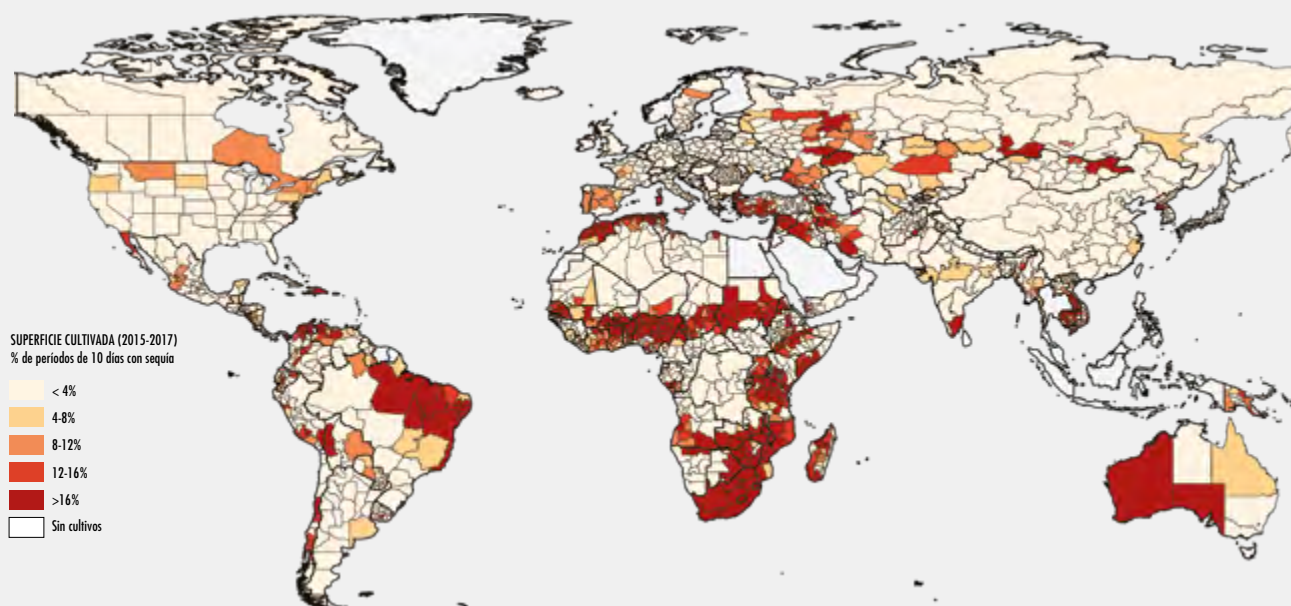 SUPERFICIE CULTIVADA (2015-2017)
% de períodos de 10 días con sequía
< 4%
4-8%
8-12%
12-16%
>16%
Sin cultivos